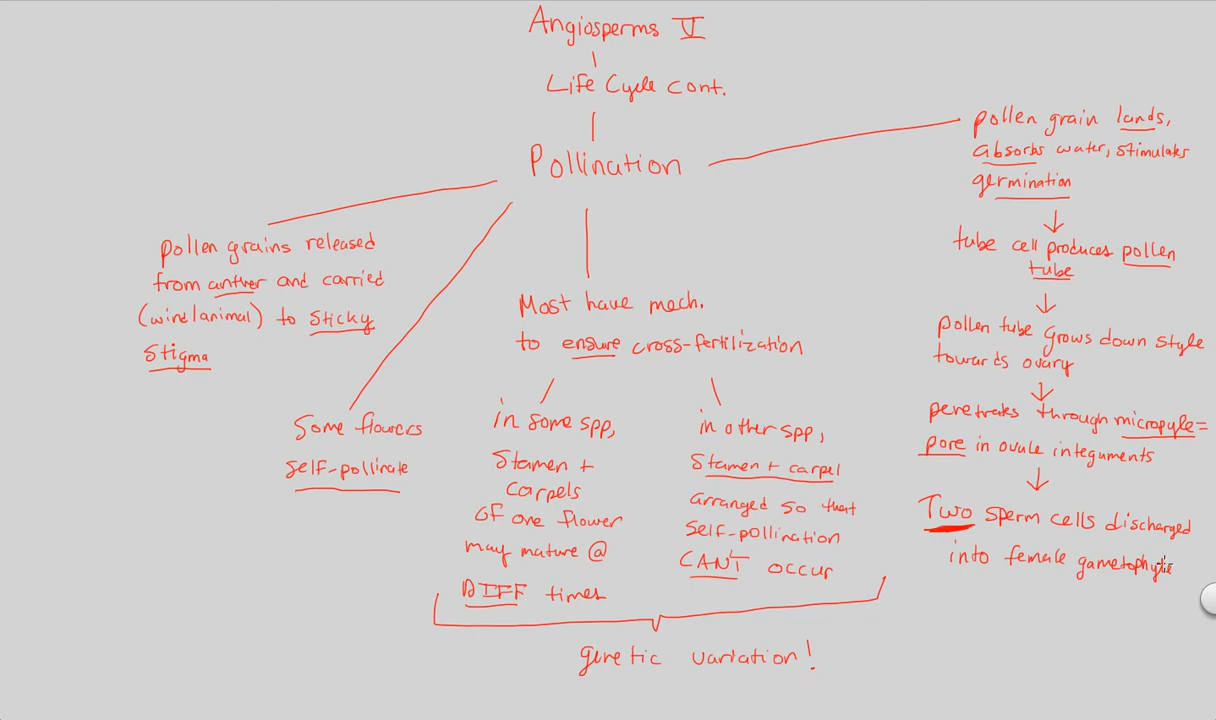 Angiosperms V
Life Cycle cont.
Pollination
pollen grains released
from anther and carried
(wind/animal) to sticky
stigma
Some flowers
self-pollinate
Most have mech.
to ensure cross-fertilization
in some spp,
Stamen +
carpels
of one flower
may mature @
DIFF times
in other spp,
Stamen + carpel
arranged so that
self-pollination
CAN'T occur
genetic variation!
pollen grain lands,
absorbs water, stimulates
germination
tube cell produces pollen
tube
pollen tube grows down style
towards ovary
penetrates through micropyle=
pore in ovule integuments
Two sperm cells discharged
into female gametophyte